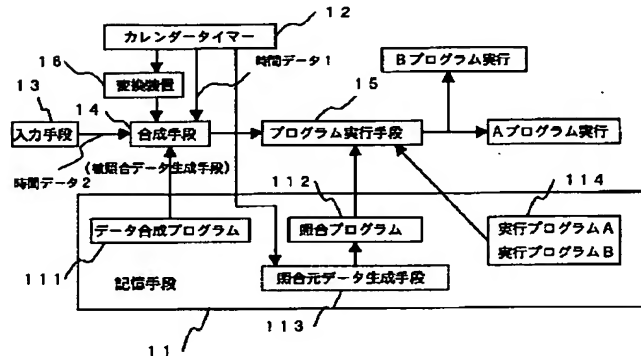 カレンダータイマー
12
16
変換装置
時間データ1
Bプログラム実行
13
14
15
入力手段
合成手段
プログラム実行手段
Aプログラム実行
時間データ2
(被照合データ生成手段)
112
114
データ合成プログラム
照合プログラム
実行プログラムA
実行プログラムB
111
記憶手段
照合元データ生成手段
11
113